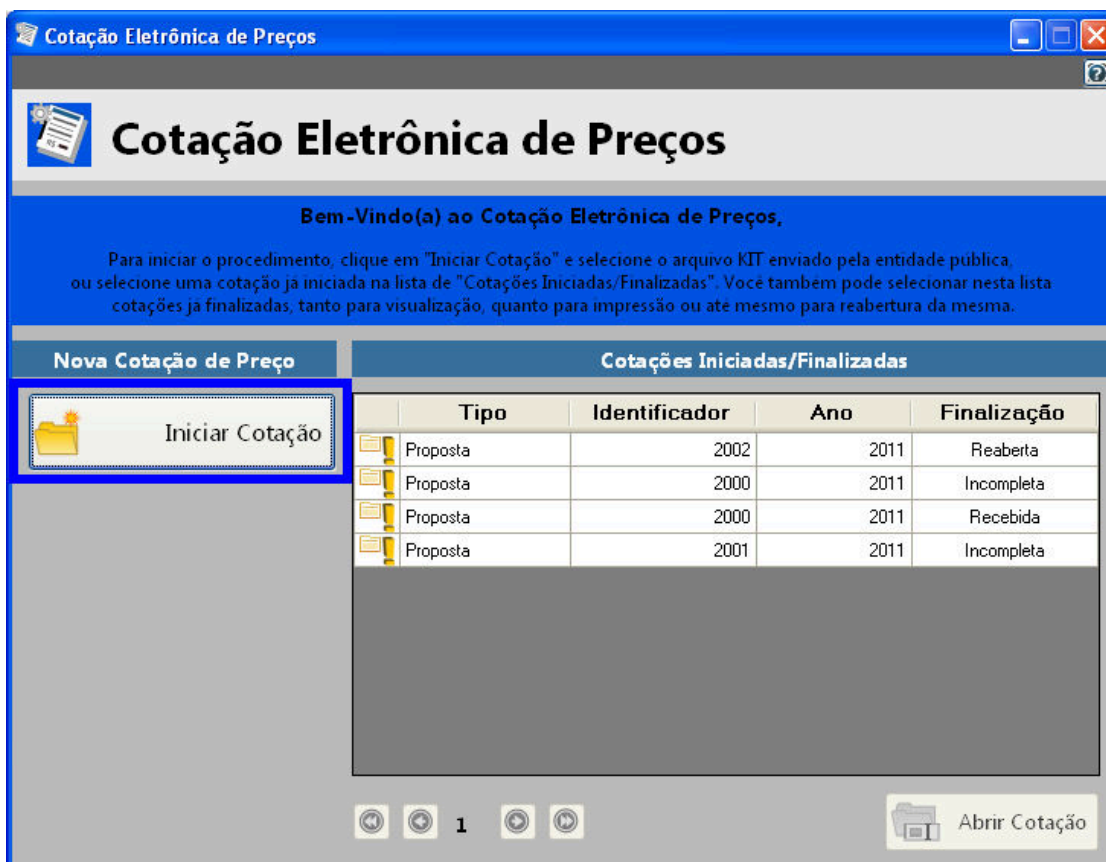 Cotação Eletrônica de Preços
Cotação Eletrônica de Preços
Bem-Vindo(a) ao Cotação Eletrônica de Preços,
Para iniciar o procedimento, clique em "Iniciar Cotação" e selecione o arquivo KIT enviado pela entidade pública,
ou selecione uma cotação já iniciada na lista de "Cotações Iniciadas/Finalizadas". Você também pode selecionar nesta lista
cotações já finalizadas, tanto para visualização, quanto para impressão ou até mesmo para reabertura da mesma.
Nova Cotação de Preço
Cotações Iniciadas/Finalizadas
Iniciar Cotação
Tipo Identificador Ano Finalização
Proposta 2002 2011 Reaberta
Proposta 2000 2011 Incompleta
Proposta 2000 2011 Recebida
Proposta 2001 2011 Incompleta
1
Abrir Cotação